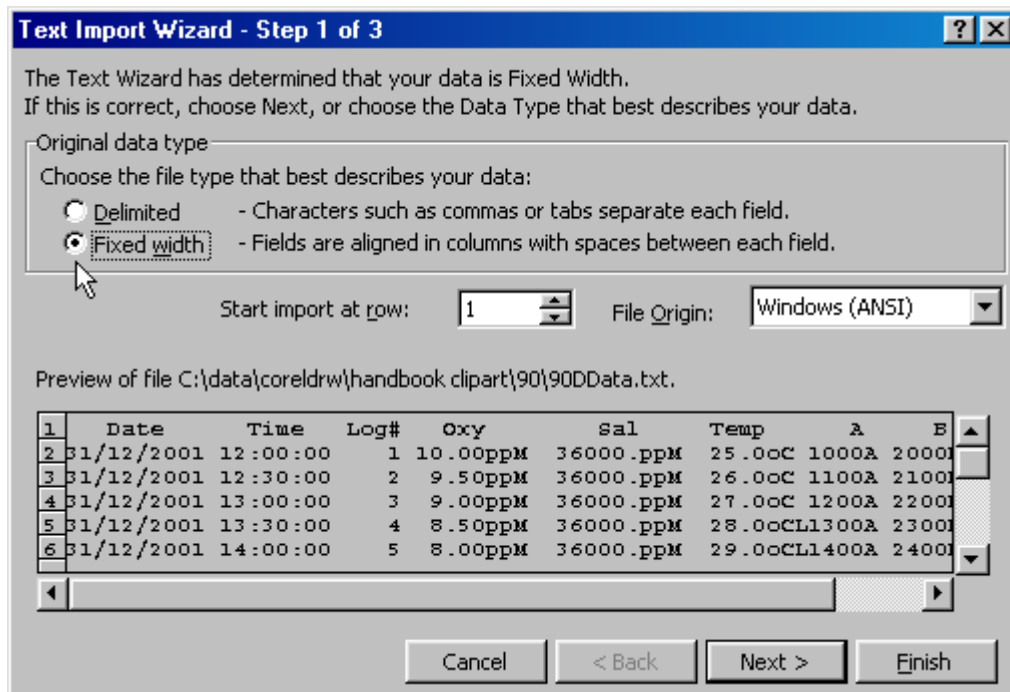 Text Import Wizard - Step 1 of 3
The Text Wizard has determined that your data is Fixed Width.
If this is correct, choose Next, or choose the Data Type that best describes your data.
Original data type
Choose the file type that best describes your data:
Delimited - Characters such as commas or tabs separate each field.
Fixed width - Fields are aligned in columns with spaces between each field.
Start import at row: 1 File Origin: Windows (ANSI)
Preview of file C:\data\coreldrw\handbook clipart\90\90DData.txt.
1 Date Time Log# Oxy Sal Temp A B
2 31/12/2001 12:00:00 1 10.00ppM 36000.ppM 25.0oC 1000A 2000
3 31/12/2001 12:30:00 2 9.50ppM 36000.ppM 26.0oC 1100A 2100
4 31/12/2001 13:00:00 3 9.00ppM 36000.ppM 27.0oC 1200A 2200
5 31/12/2001 13:30:00 4 8.50ppM 36000.ppM 28.0oCL1300A 2300
6 31/12/2001 14:00:00 5 8.00ppM 36000.ppM 29.0oCL1400A 2400
Cancel < Back Next > Finish